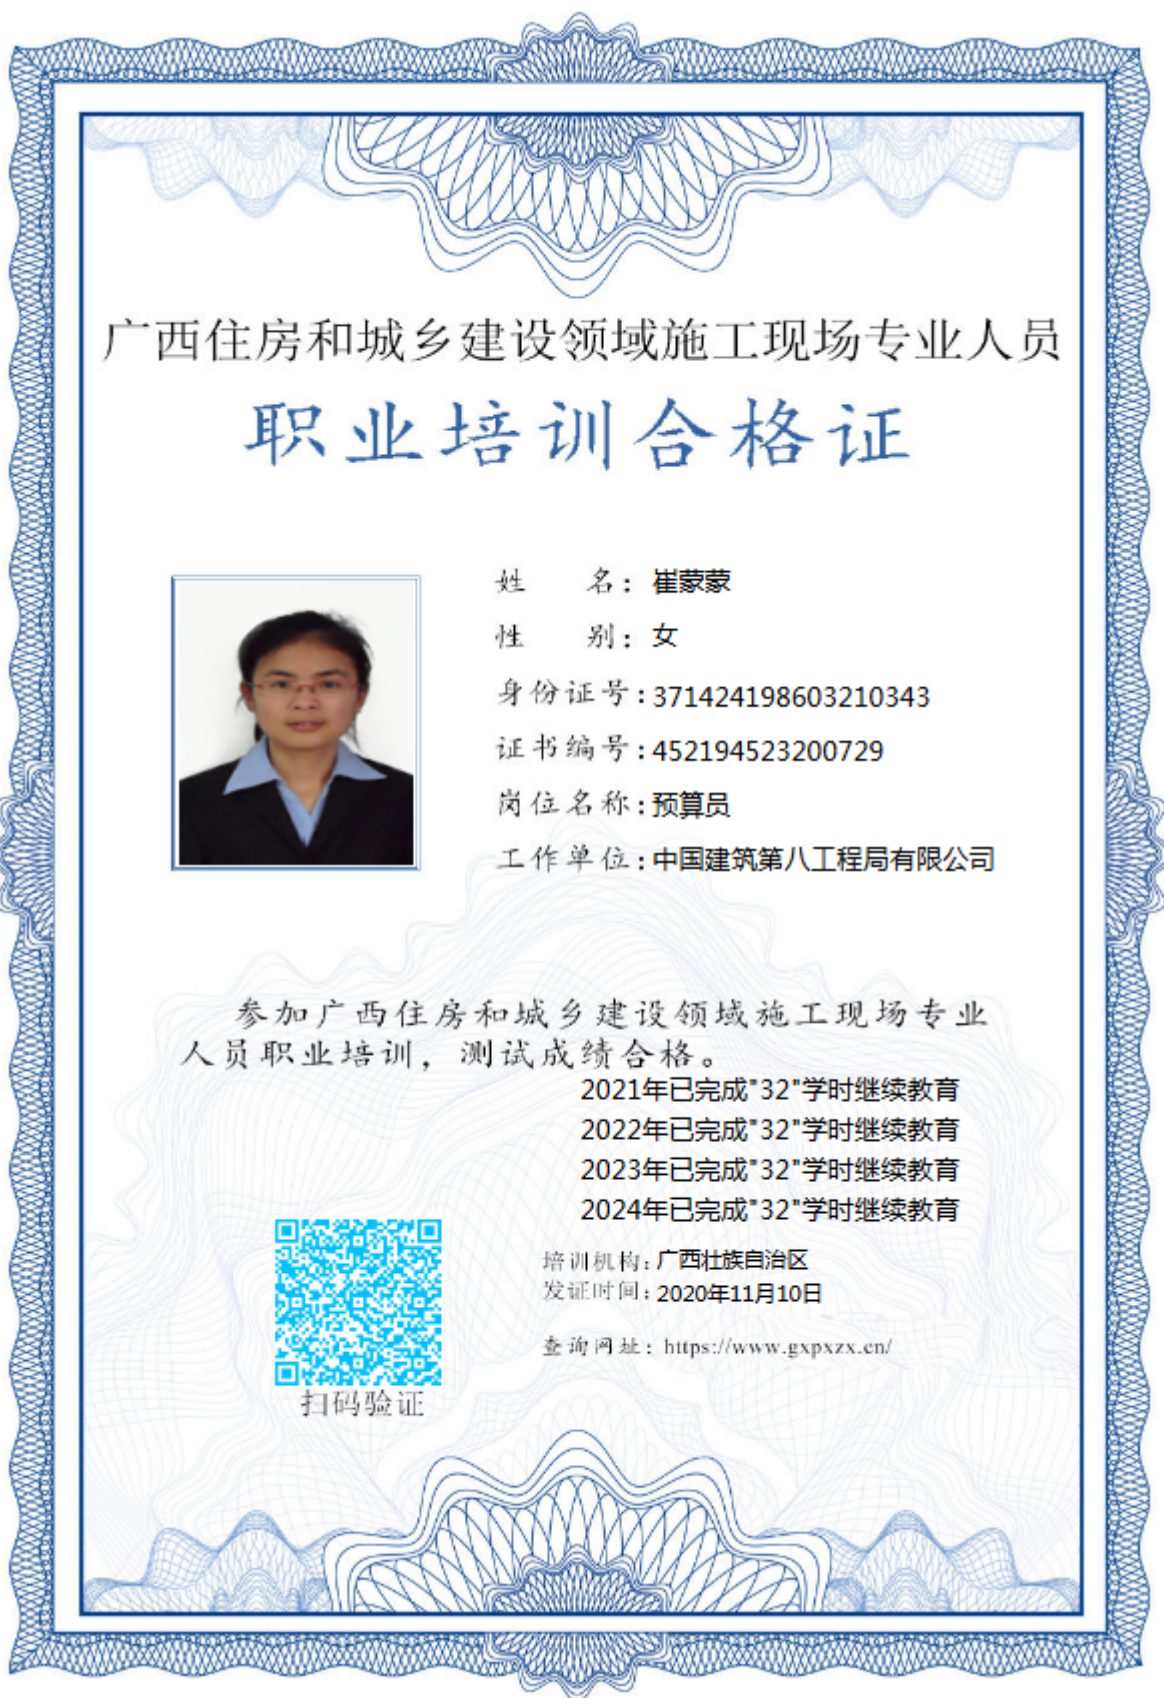 广西住房和城乡建设领域施工现场专业人员
职业培训合格证
姓 名：崔蒙蒙
性 别：女
身份证号：371424198603210343
证书编号：452194523200729
岗位名称：预算员
工作单位：中国建筑第八工程局有限公司
参加广西住房和城乡建设领域施工现场专业
人员职业培训，测试成绩合格。
2021年已完成"32"学时继续教育
2022年已完成"32"学时继续教育
2023年已完成"32"学时继续教育
2024年已完成"32"学时继续教育
培训机构：广西壮族自治区
发证时间：2020年11月10日
查询网址：https://www.gxpxzx.cn/
扫码验证